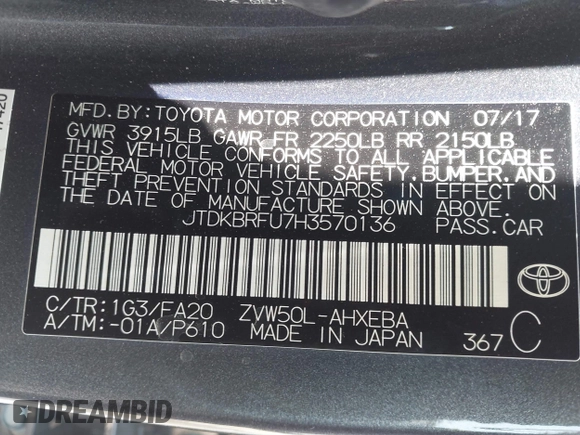 MFD. BY: TOYOTA MOTOR CORPORATION 07/17
GVWR 3915LB GAWR FR 2250LB RR 2150LB
THIS VEHICLE CONFORMS TO ALL APPLICABLE
FEDERAL MOTOR VEHICLE SAFETY, BUMPER, AND
THEFT PREVENTION STANDARDS IN EFFECT ON
THE DATE OF MANUFACTURE SHOWN ABOVE.
JTDKBRFU7H3570136 PASS. CAR
C/TR: 1G3/FA20 ZVW50L-AHXEBA
A/TM: -01A/P610 MADE IN JAPAN 367 C
TOYOTA
DREAMBID